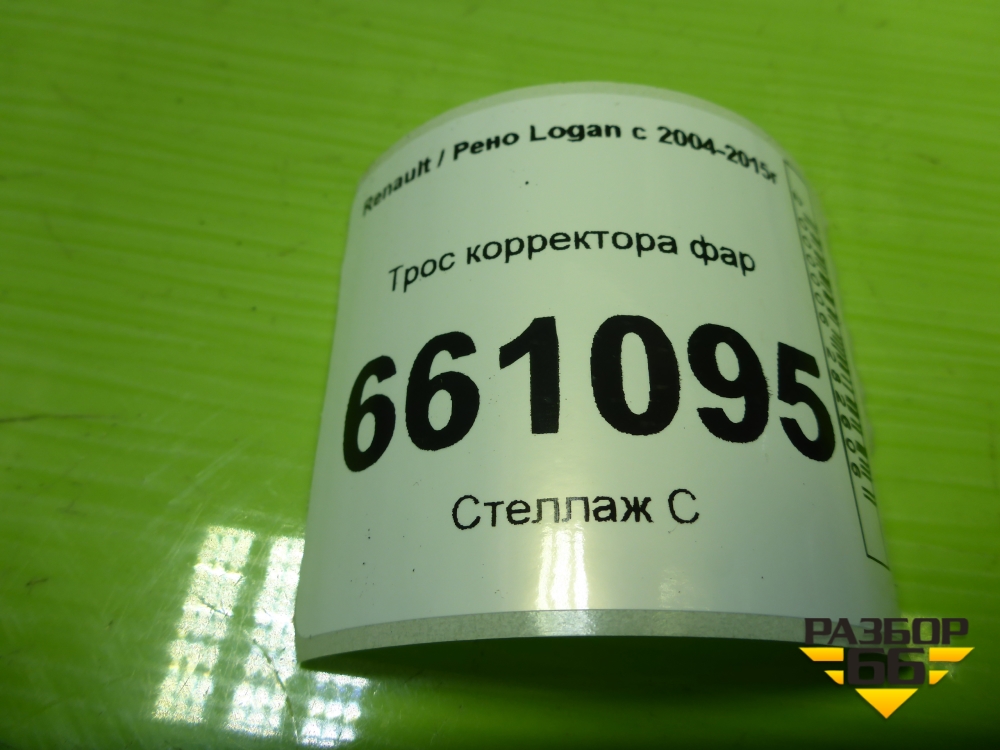 Renault / Рено Logan с 2004-2015г
Трос корректора фар
661095
Стеллаж С
РАЗБОР
66